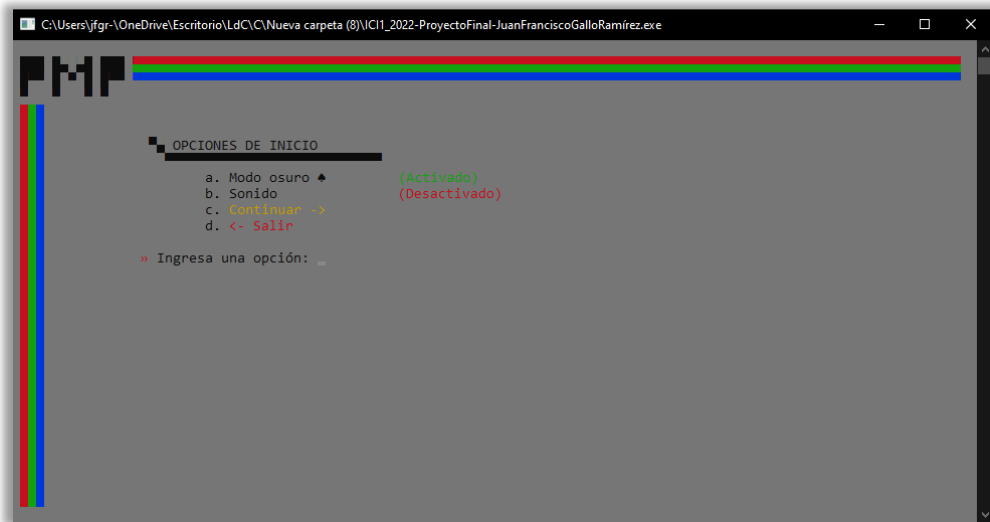 C:\Users\jfgr-\OneDrive\Escritorio\LdC\C\Nueva carpeta (8)\ICI1_2022-ProyectoFinal-JuanFranciscoGalloRamírez.exe
PMP
OPCIONES DE INICIO
a. Modo osuro ♠ (Activado)
b. Sonido (Desactivado)
c. Continuar ->
d. <- Salir
» Ingresa una opción: _